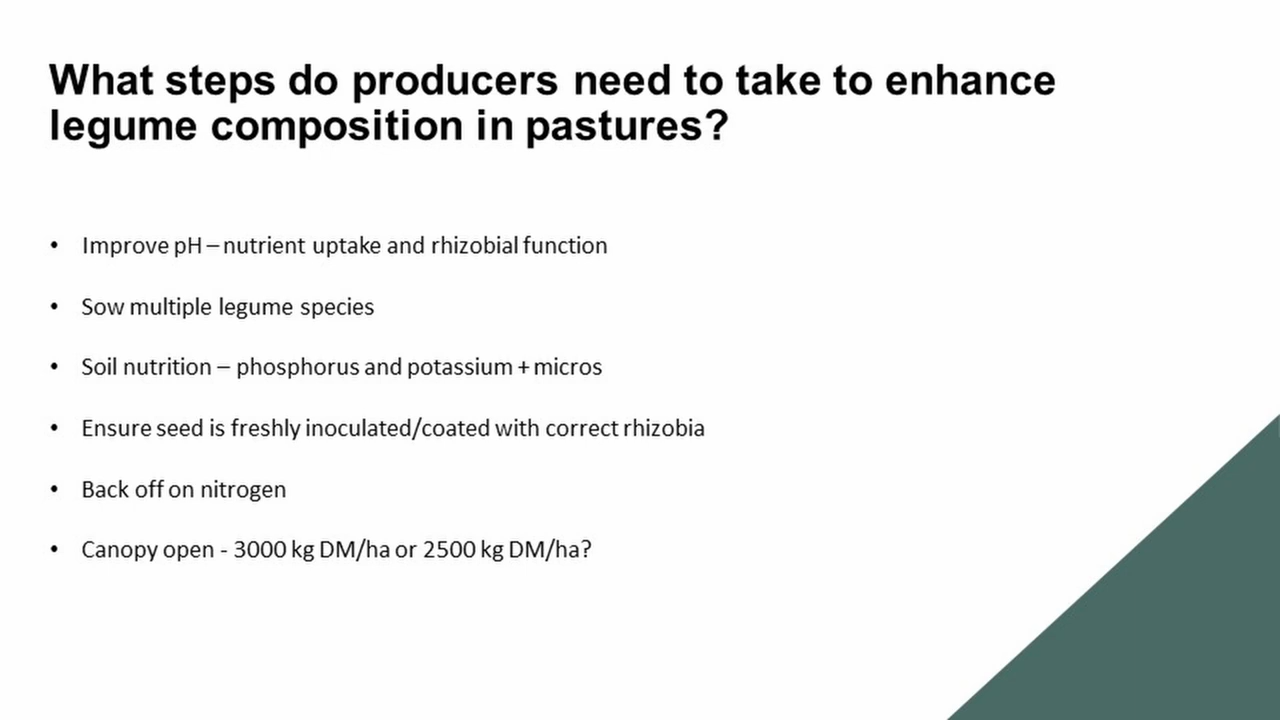 What steps do producers need to take to enhance
legume composition in pastures?
• Improve pH – nutrient uptake and rhizobial function
• Sow multiple legume species
• Soil nutrition – phosphorus and potassium + micros
• Ensure seed is freshly inoculated/coated with correct rhizobia
• Back off on nitrogen
• Canopy open - 3000 kg DM/ha or 2500 kg DM/ha?